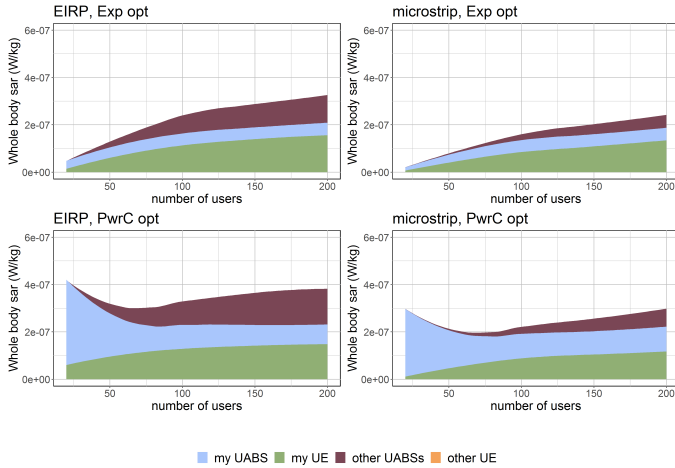 EIRP, Exp opt
Whole body sar (W/kg)
6e-07
4e-07
2e-07
0e+00
50 100 150 200
number of users
microstrip, Exp opt
Whole body sar (W/kg)
6e-07
4e-07
2e-07
0e+00
50 100 150 200
number of users
EIRP, PwrC opt
Whole body sar (W/kg)
6e-07
4e-07
2e-07
0e+00
50 100 150 200
number of users
microstrip, PwrC opt
Whole body sar (W/kg)
6e-07
4e-07
2e-07
0e+00
50 100 150 200
number of users
my UABS my UE other UABSs other UE